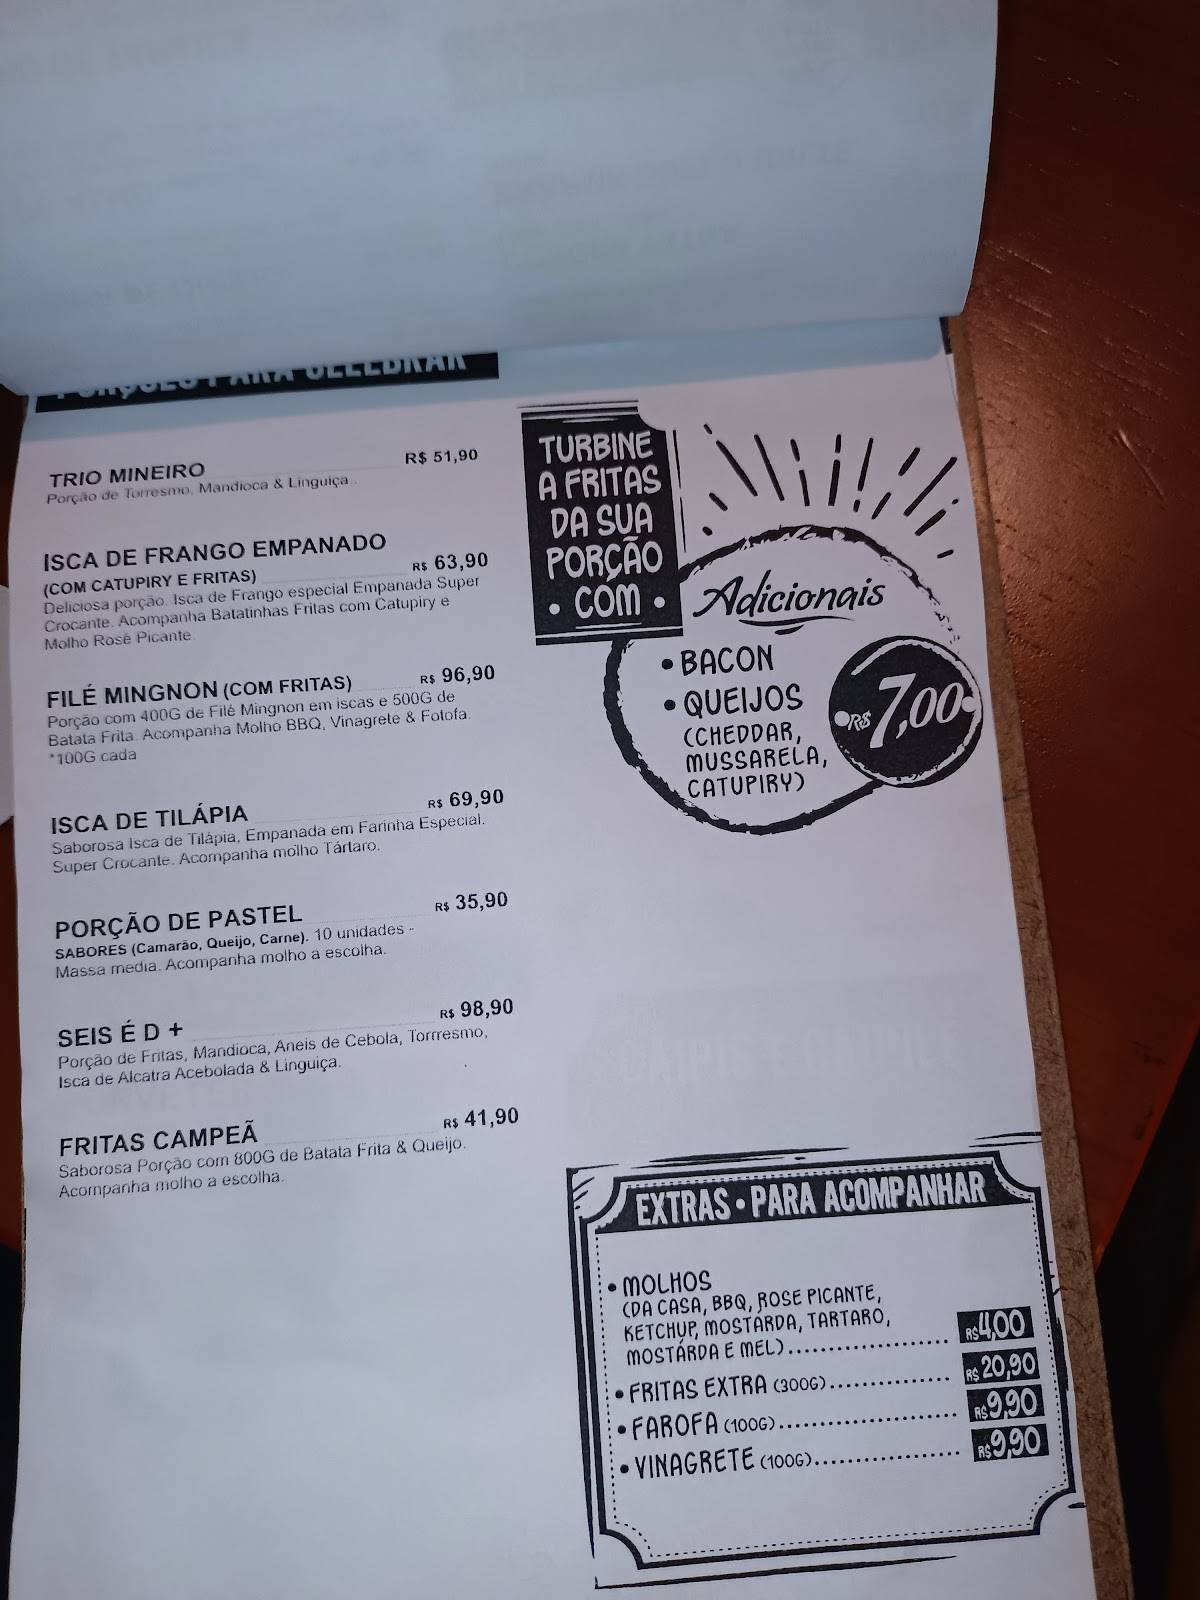 PORÇÕES PARA CELEBRAR
TRIO MINEIRO R$ 51,90
Porção de Torresmo, Mandioca & Linguiça..
ISCA DE FRANGO EMPANADO
(COM CATUPIRY E FRITAS) R$ 63,90
Deliciosa porção. Isca de Frango especial Empanada Super
Crocante. Acompanha Batatinhas Fritas com Catupiry e
Molho Rosê Picante.
FILÉ MINGNON (COM FRITAS) R$ 96,90
Porção com 400G de Filé Mingnon em iscas e 500G de
Batata Frita. Acompanha Molho BBQ, Vinagrete & Fofofa.
*100G cada
ISCA DE TILÁPIA R$ 69,90
Saborosa Isca de Tilápia, Empanada em Farinha Especial.
Super Crocante. Acompanha molho Tártaro.
PORÇÃO DE PASTEL R$ 35,90
SABORES (Camarão, Queijo, Carne). 10 unidades -
Massa media. Acompanha molho a escolha.
SEIS É D + R$ 98,90
Porção de Fritas, Mandioca, Aneis de Cebola, Torrresmo,
Isca de Alcatra Acebolada & Linguiça.
FRITAS CAMPEÃ R$ 41,90
Saborosa Porção com 800G de Batata Frita & Queijo.
Acompanha molho a escolha.
TURBINE
A FRITAS
DA SUA
PORÇÃO
• COM •
Adicionais
• BACON
• QUEIJOS
(CHEDDAR,
MUSSARELA,
CATUPIRY)
R$ 7,00
EXTRAS • PARA ACOMPANHAR
• MOLHOS
(DA CASA, BBQ, ROSE PICANTE,
KETCHUP, MOSTARDA, TARTARO,
MOSTÁRDA E MEL)...................... R$ 4,00
• FRITAS EXTRA (300G)................ R$ 20,90
• FAROFA (100G)........................ R$ 9,90
• VINAGRETE (100G)................... R$ 9,90